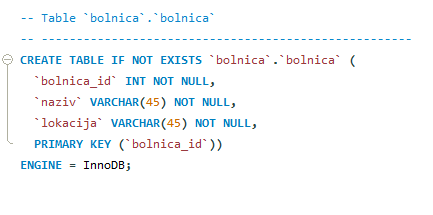 -- Table `bolnica`.`bolnica`
-- -----------------------------------------------------
CREATE TABLE IF NOT EXISTS `bolnica`.`bolnica` (
`bolnica_id` INT NOT NULL,
`naziv` VARCHAR(45) NOT NULL,
`lokacija` VARCHAR(45) NOT NULL,
PRIMARY KEY (`bolnica_id`))
ENGINE = InnoDB;